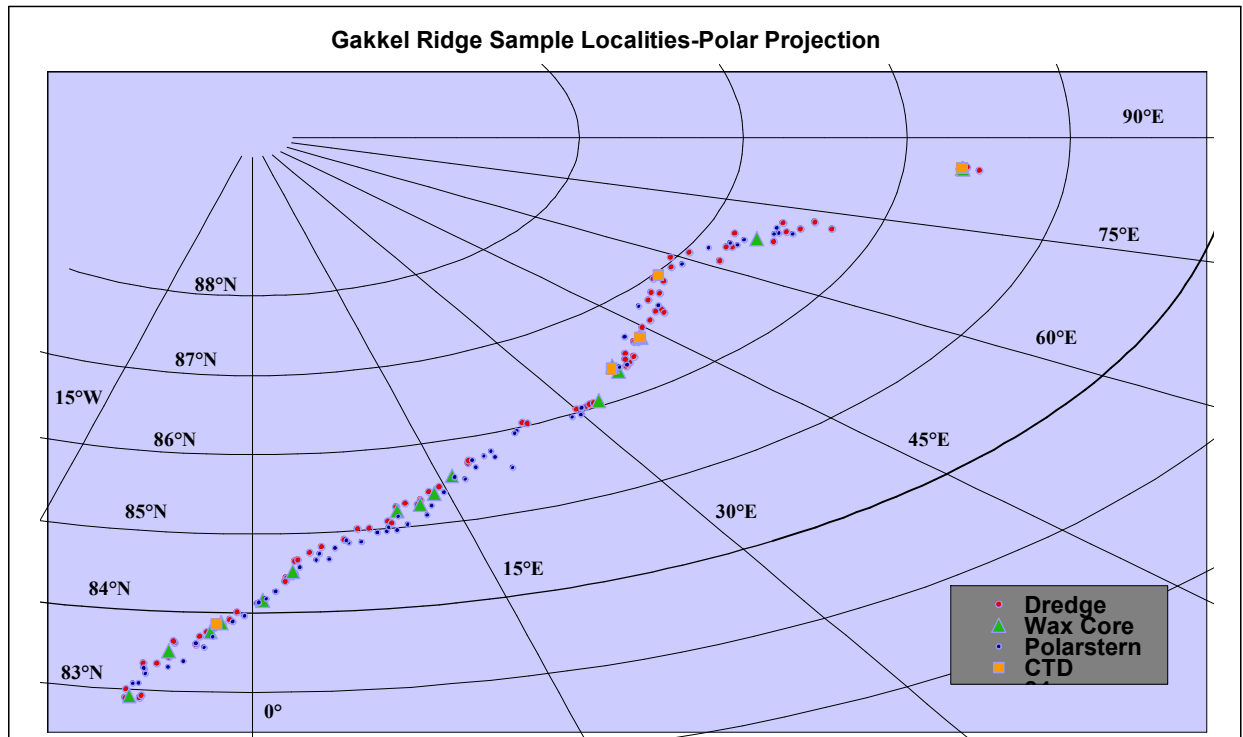 Gakkel Ridge Sample Localities-Polar Projection
90°E
75°E
88°N
60°E
87°N
15°W
86°N
45°E
85°N
30°E
15°E
84°N
Dredge
Wax Core
Polarstern
CTD
83°N
0°